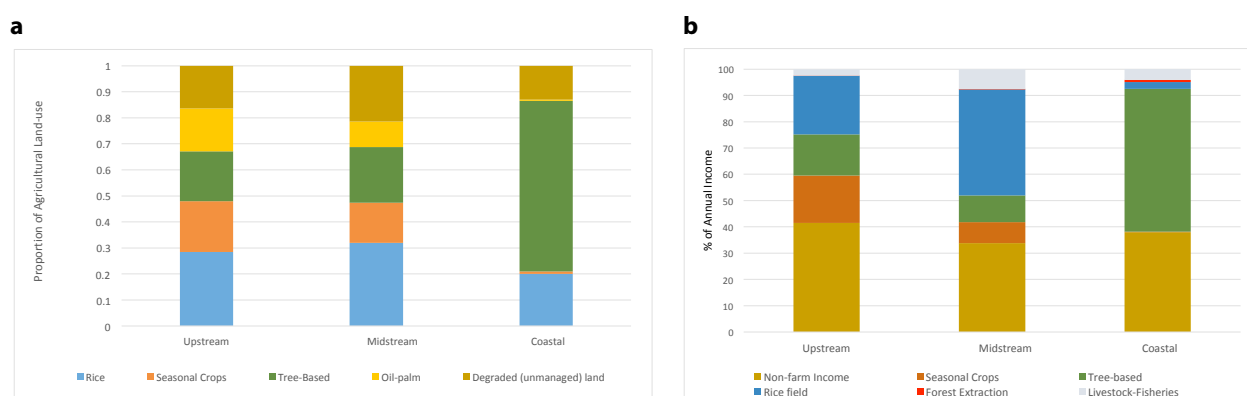 a
Proportion of Agricultural Land-use
1
0.9
0.8
0.7
0.6
0.5
0.4
0.3
0.2
0.1
0
Upstream Midstream Coastal
Rice Seasonal Crops Tree-Based Oil-palm Degraded (unmanaged) land
b
% of Annual Income
100
90
80
70
60
50
40
30
20
10
0
Upstream Midstream Coastal
Non-farm Income Seasonal Crops Tree-based
Rice field Forest Extraction Livestock-Fisheries